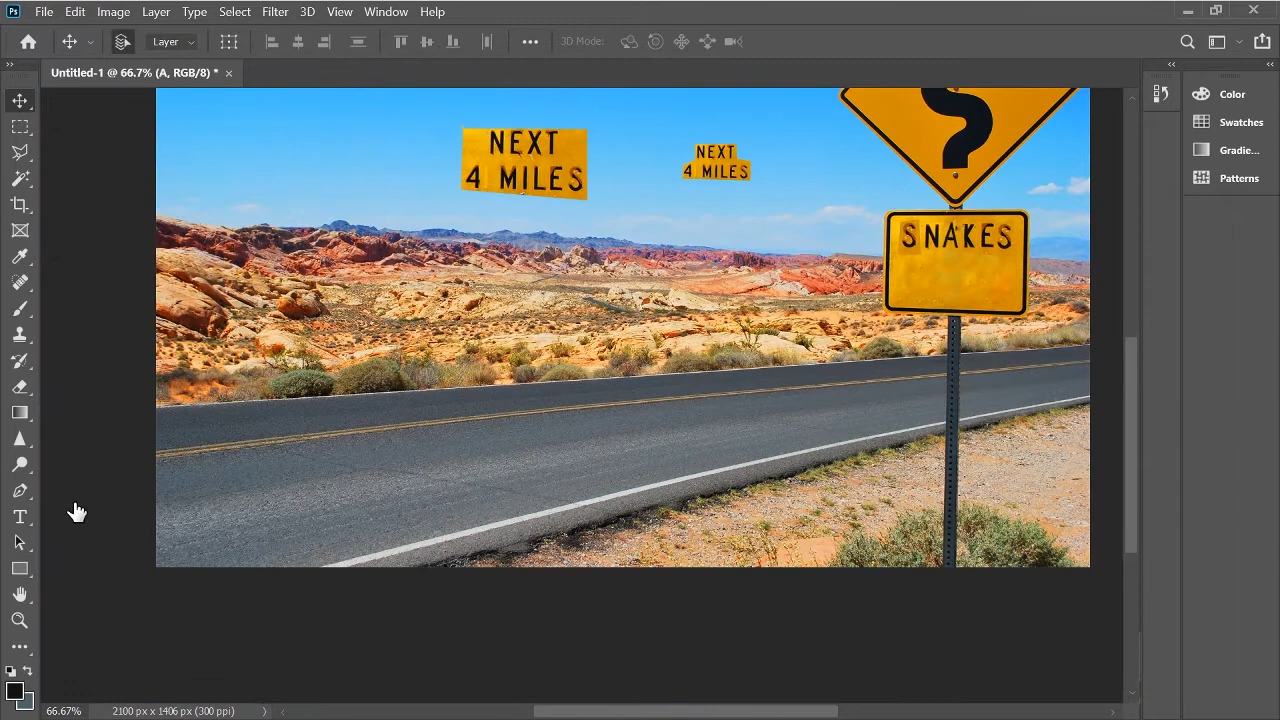 Ps File Edit Image Layer Type Select Filter 3D View Window Help
Layer 3D Mode:
Untitled-1 @ 66.7% (A, RGB/8) * ×
Color
Swatches
Gradie...
Patterns
NEXT
4 MILES
NEXT
4 MILES
SNAKES
T
66.67% 2100 px x 1406 px (300 ppi)